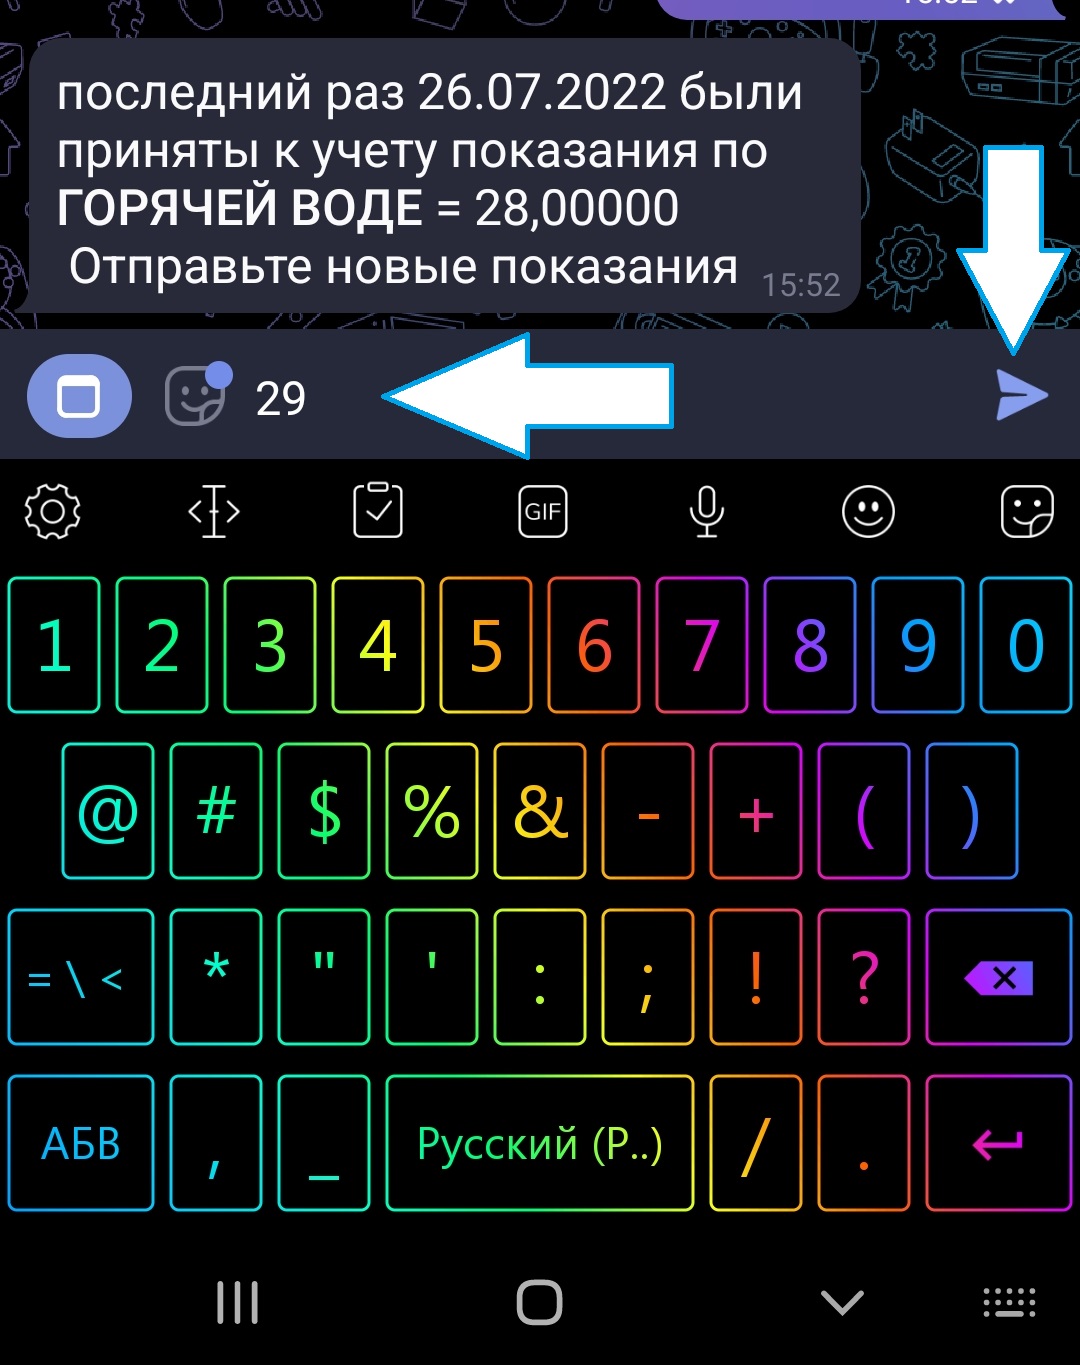 последний раз 26.07.2022 были
приняты к учету показания по
ГОРЯЧЕЙ ВОДЕ = 28,00000
Отправьте новые показания
15:52
29
GIF
1 2 3 4 5 6 7 8 9 0
@ # $ % & - + ( )
= \ < * " ' : ; ! ?
АБВ , _ Русский (Р..) / .